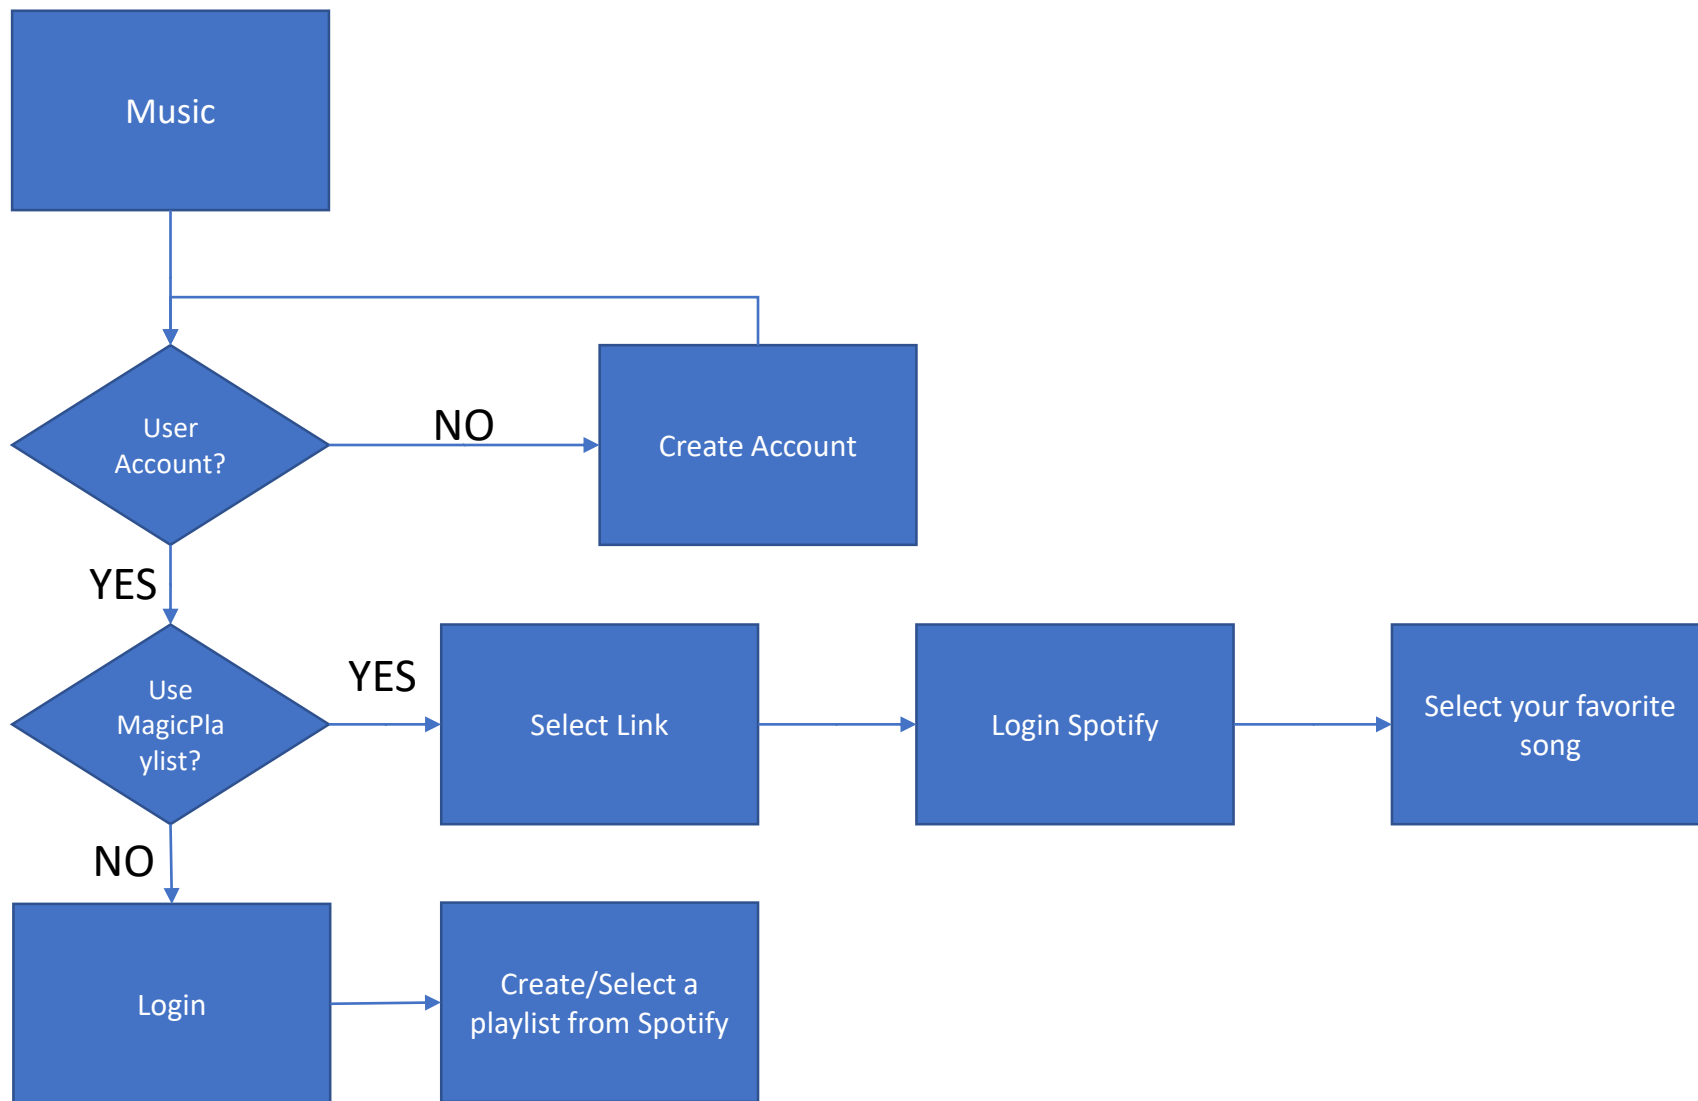 Music
User
Account?
NO
Create Account
YES
Use
MagicPla
ylist?
YES
Select Link
Login Spotify
Select your favorite
song
NO
Login
Create/Select a
playlist from Spotify